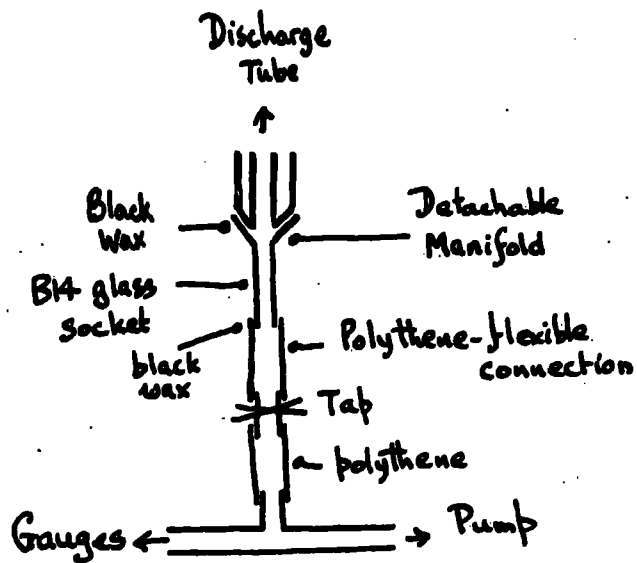 Discharge
Tube
Black
Wax
Detachable
Manifold
B14 glass
socket
black
wax
Polythene-flexible
connection
Tap
polythene
Gauges
Pump